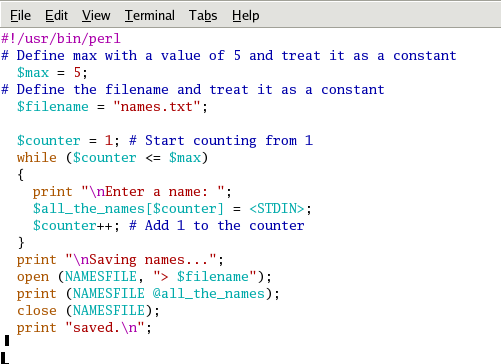 File Edit View Terminal Tabs Help
#!/usr/bin/perl
# Define max with a value of 5 and treat it as a constant
  $max = 5;
# Define the filename and treat it as a constant
  $filename = "names.txt";

  $counter = 1; # Start counting from 1
  while ($counter <= $max)
  {
    print "\nEnter a name: ";
    $all_the_names[$counter] = <STDIN>;
    $counter++; # Add 1 to the counter
  }
  print "\nSaving names...";
  open (NAMESFILE, "> $filename");
  print (NAMESFILE @all_the_names);
  close (NAMESFILE);
  print "saved.\n";